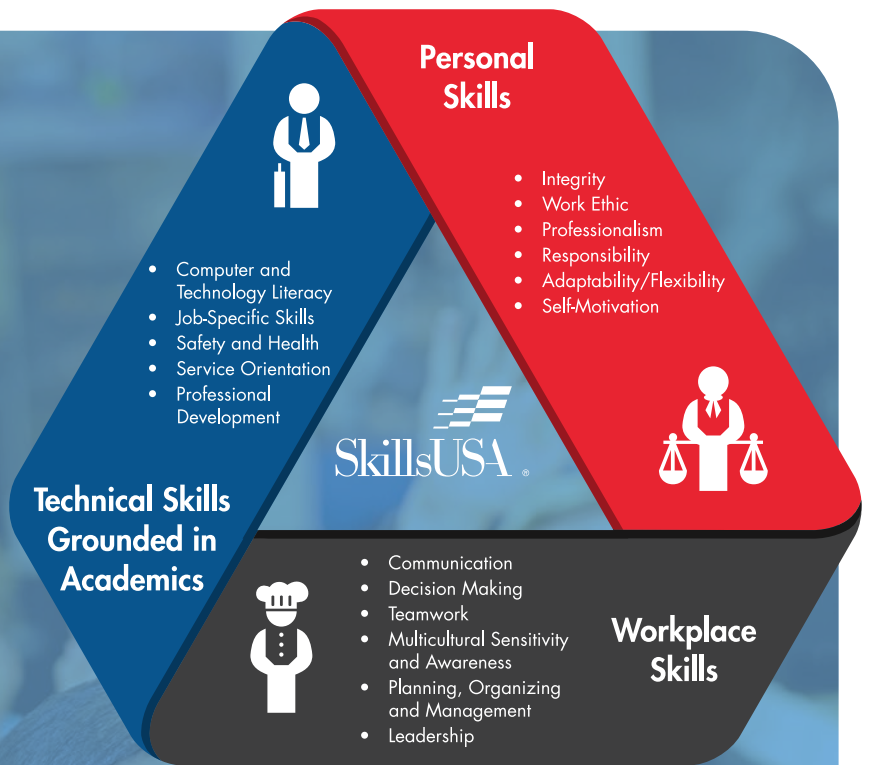 Personal
Skills
• Integrity
• Work Ethic
• Professionalism
• Responsibility
• Adaptability/Flexibility
• Self-Motivation
• Computer and
Technology Literacy
• Job-Specific Skills
• Safety and Health
• Service Orientation
• Professional
Development
Technical Skills
Grounded in
Academics
SkillsUSA ®
• Communication
• Decision Making
• Teamwork
• Multicultural Sensitivity
and Awareness
• Planning, Organizing
and Management
• Leadership
Workplace
Skills